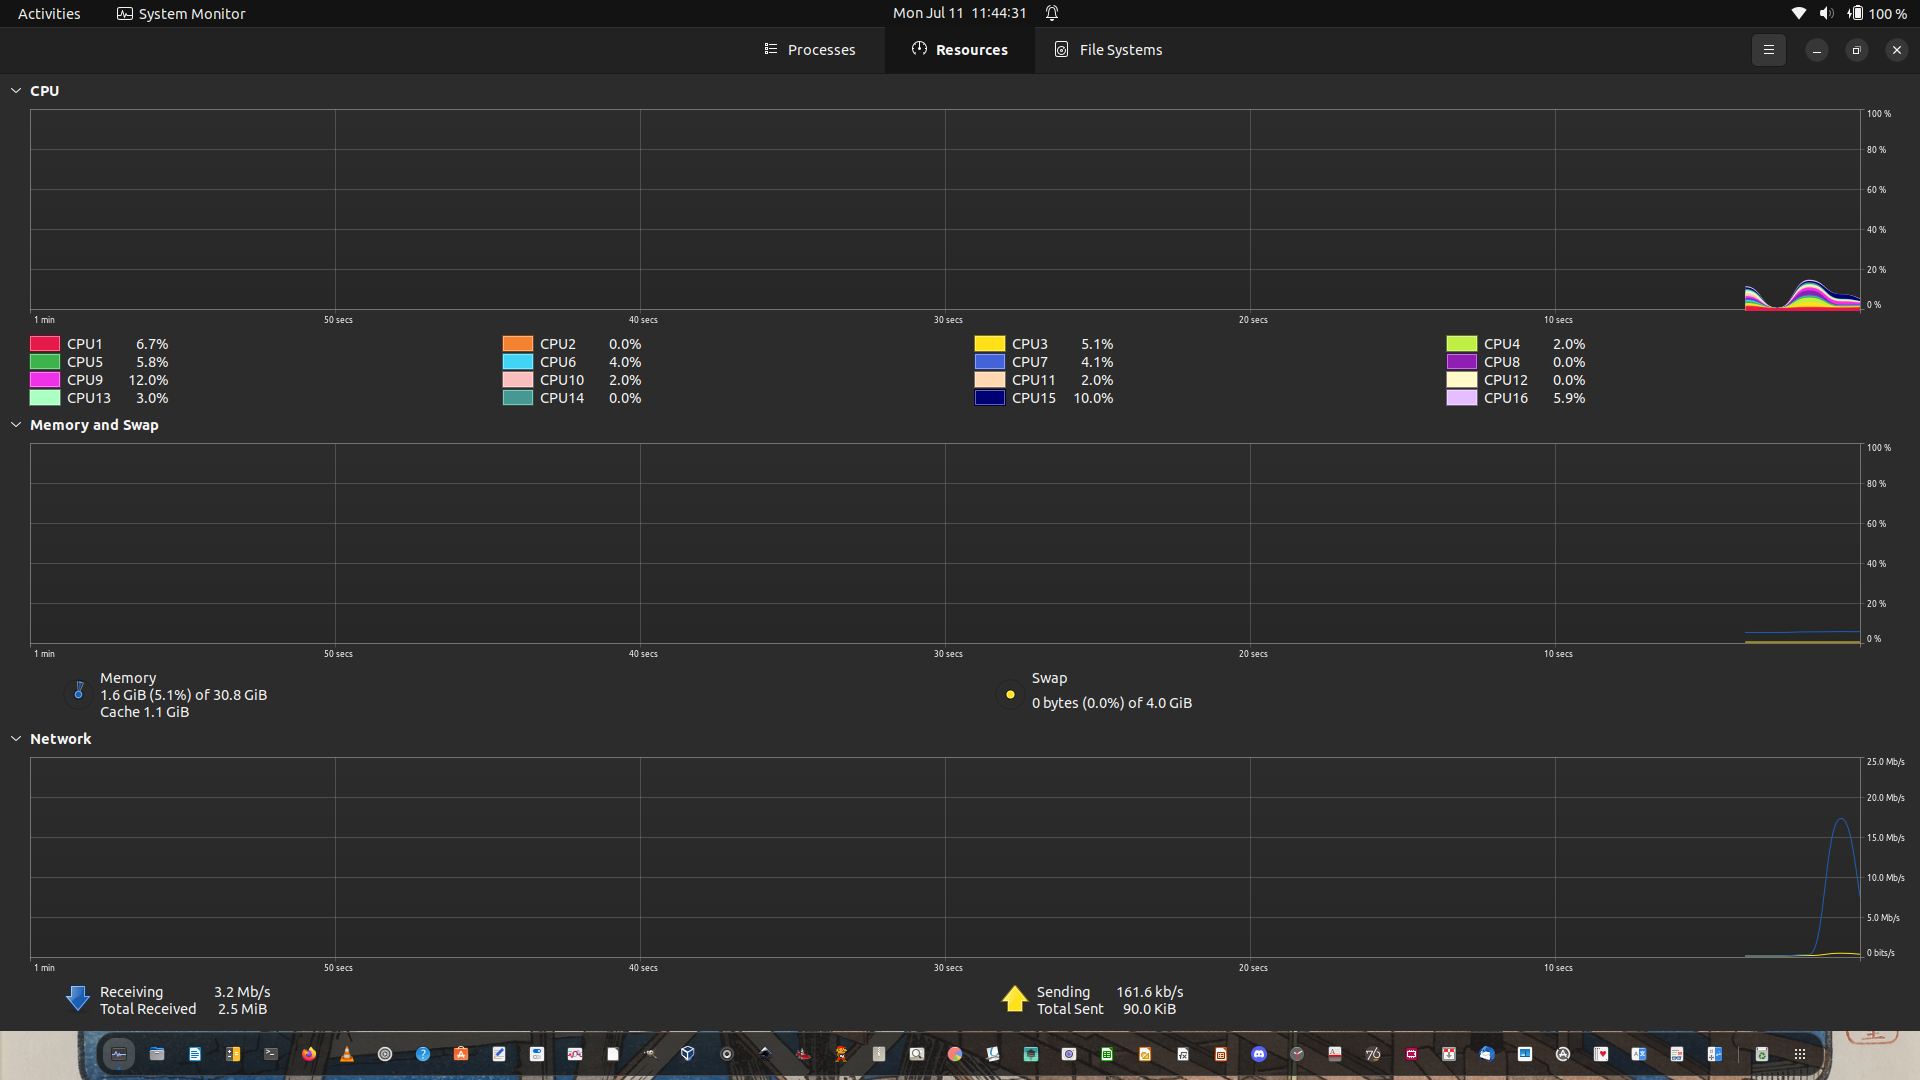 Activities System Monitor Mon Jul 11 11:44:31 100 %
Processes Resources File Systems
CPU
100 %
80 %
60 %
40 %
20 %
0 %
1 min 50 secs 40 secs 30 secs 20 secs 10 secs
CPU1 6.7% CPU2 0.0% CPU3 5.1% CPU4 2.0%
CPU5 5.8% CPU6 4.0% CPU7 4.1% CPU8 0.0%
CPU9 12.0% CPU10 2.0% CPU11 2.0% CPU12 0.0%
CPU13 3.0% CPU14 0.0% CPU15 10.0% CPU16 5.9%
Memory and Swap
100 %
80 %
60 %
40 %
20 %
0 %
1 min 50 secs 40 secs 30 secs 20 secs 10 secs
Memory
1.6 GiB (5.1%) of 30.8 GiB
Cache 1.1 GiB
Swap
0 bytes (0.0%) of 4.0 GiB
Network
25.0 Mb/s
20.0 Mb/s
15.0 Mb/s
10.0 Mb/s
5.0 Mb/s
0 bits/s
1 min 50 secs 40 secs 30 secs 20 secs 10 secs
Receiving 3.2 Mb/s
Total Received 2.5 MiB
Sending 161.6 kb/s
Total Sent 90.0 KiB